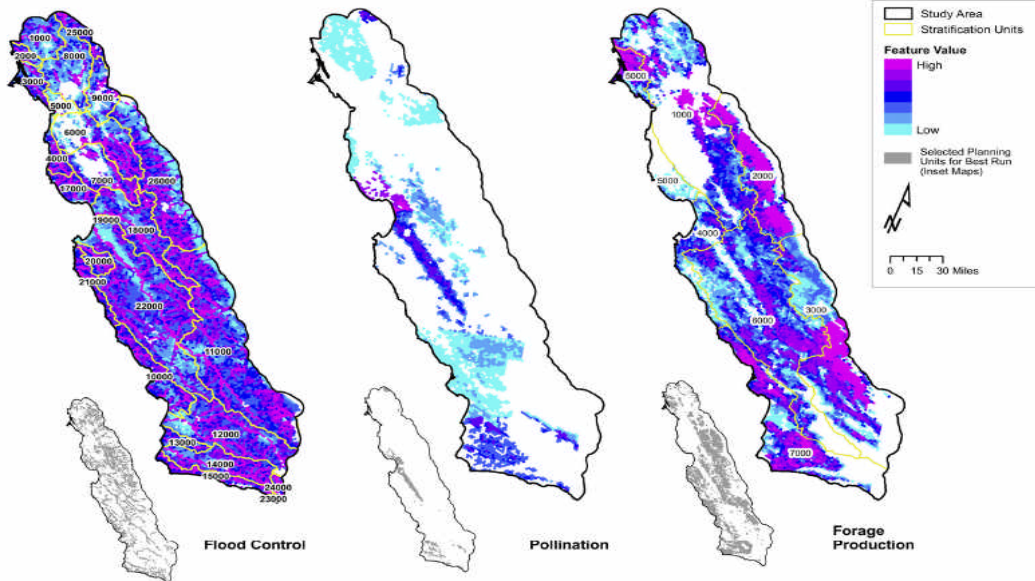 1000
25000
2000
8000
3000
9000
5000
6000
4000
7000
17000
26000
19000
18000
20000
21000
22000
11000
10000
12000
13000
14000
15000
24000
23000
Flood Control
Pollination
5000
1000
2000
5000
4000
3000
6000
7000
Forage
Production
Study Area
Stratification Units
Feature Value
High
Low
Selected Planning
Units for Best Run
(Inset Maps)
N
0 15 30 Miles